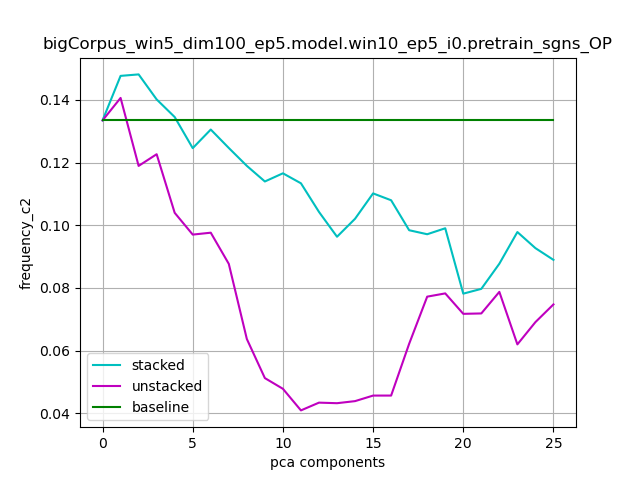 bigCorpus_win5_dim100_ep5.model.win10_ep5_i0.pretrain_sgns_OP
0.14
0.12
0.10
0.08
0.06
0.04
frequency_c2
stacked
unstacked
baseline
0 5 10 15 20 25
pca components